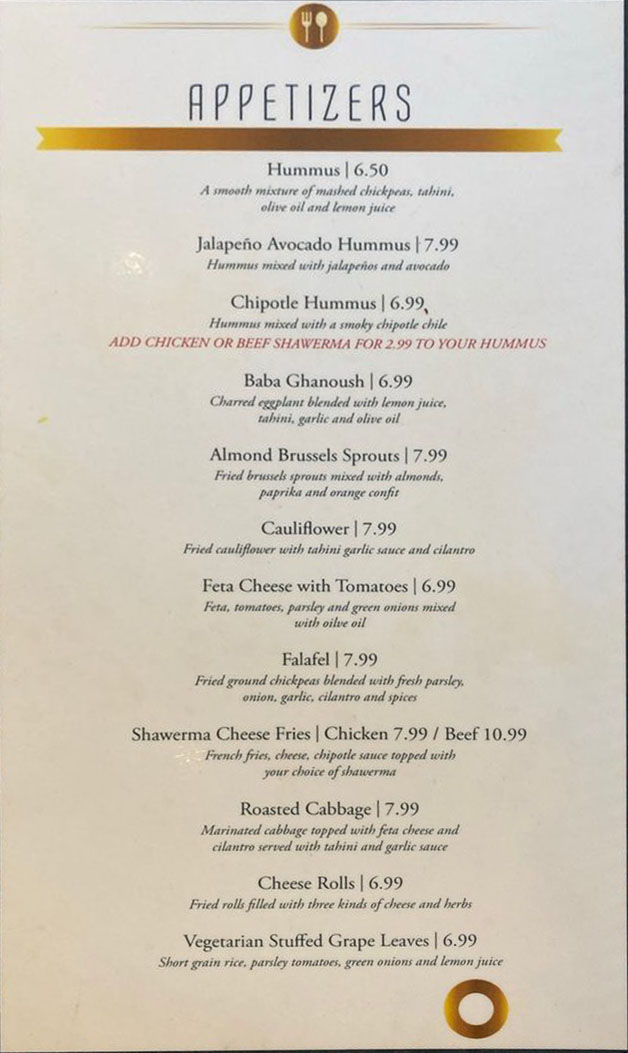 APPETIZERS
Hummus | 6.50
A smooth mixture of mashed chickpeas, tahini,
olive oil and lemon juice
Jalapeño Avocado Hummus | 7.99
Hummus mixed with jalapeños and avocado
Chipotle Hummus | 6.99
Hummus mixed with a smoky chipotle chile
ADD CHICKEN OR BEEF SHAWERMA FOR 2.99 TO YOUR HUMMUS
Baba Ghanoush | 6.99
Charred eggplant blended with lemon juice,
tahini, garlic and olive oil
Almond Brussels Sprouts | 7.99
Fried brussels sprouts mixed with almonds,
paprika and orange confit
Cauliflower | 7.99
Fried cauliflower with tahini garlic sauce and cilantro
Feta Cheese with Tomatoes | 6.99
Feta, tomatoes, parsley and green onions mixed
with oilve oil
Falafel | 7.99
Fried ground chickpeas blended with fresh parsley,
onion, garlic, cilantro and spices
Shawerma Cheese Fries | Chicken 7.99 / Beef 10.99
French fries, cheese, chipotle sauce topped with
your choice of shawerma
Roasted Cabbage | 7.99
Marinated cabbage topped with feta cheese and
cilantro served with tahini and garlic sauce
Cheese Rolls | 6.99
Fried rolls filled with three kinds of cheese and herbs
Vegetarian Stuffed Grape Leaves | 6.99
Short grain rice, parsley tomatoes, green onions and lemon juice